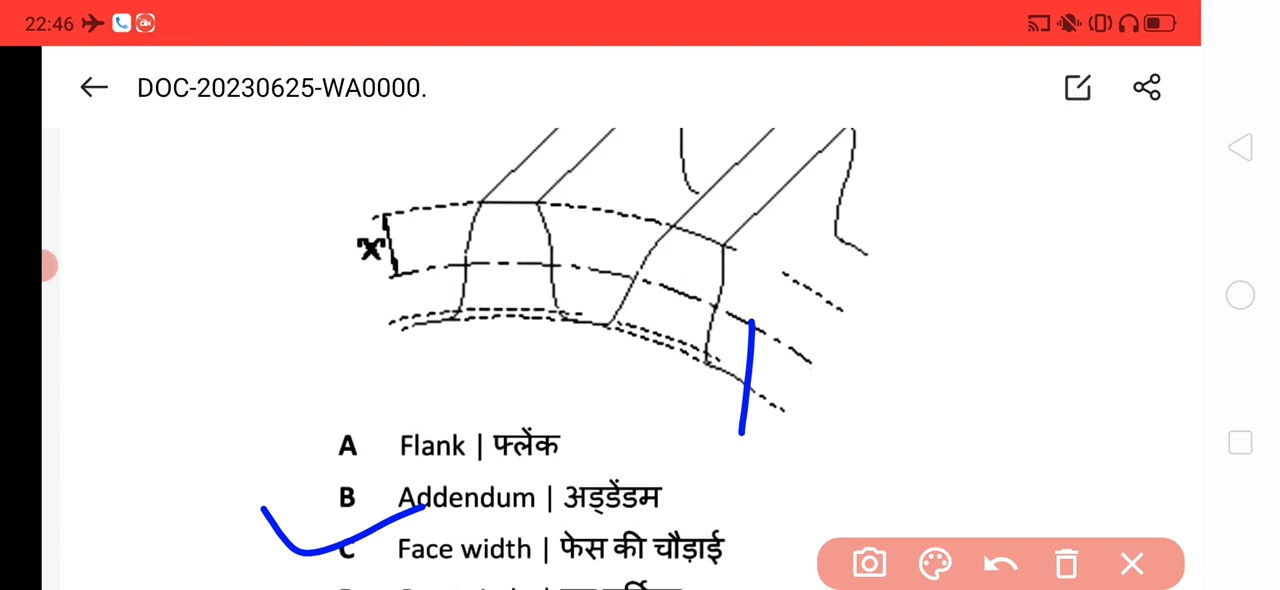 22:46
DOC-20230625-WA0000.
'X'
A Flank | फ्लेंक
B Addendum | अड्डेंडम
C Face width | फेस की चौड़ाई